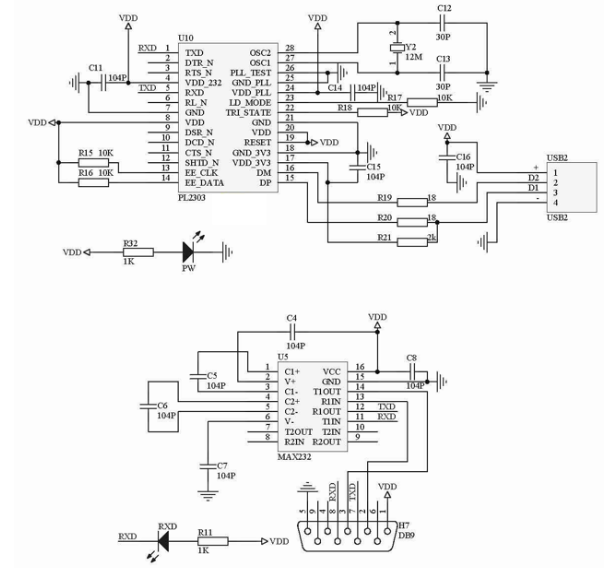 VDD
VDD
C12
30P
Y2
12M
C13
30P
C11
104P
RXD
TXD
U10
1 TXD OSC2 28
2 DTR_N OSC1 27
3 RTS_N PLL_TEST 26
4 VDD_232 GND_PLL 25
5 RXD VDD_PLL 24
6 RL_N LD_MODE 23
7 GND TRI_STATE 22
8 VDD GND 21
9 DSR_N VDD 20
10 DCD_N RESET 19
11 CTS_N GND_3V3 18
12 SHTD_N VDD_3V3 17
13 EE_CLK DM 16
14 EE_DATA DP 15
PL2303
2
1
C14 104P
R17 10K
R18 10K VDD
VDD
VDD
VDD
C15
104P
C16
104P
R15 10K
R16 10K
R19 18
R20 18
R21 2k
USB2
+ 1
D2 2
D1 3
- 4
USB2
VDD R32
1K
PW
C4
104P
VDD
C8
104P
U5
1 C1+ VCC 16
2 V+ GND 15
3 C1- T1OUT 14
4 C2+ R1IN 13
5 C2- R1OUT 12 TXD
6 V- T1IN 11 RXD
7 T2OUT T2IN 10
8 R2IN R2OUT 9
MAX232
C5
104P
C6
104P
C7
104P
RXD TXD VDD
5 9 4 8 3 7 2 6 1
H7
DB9
RXD RXD R11
1K VDD